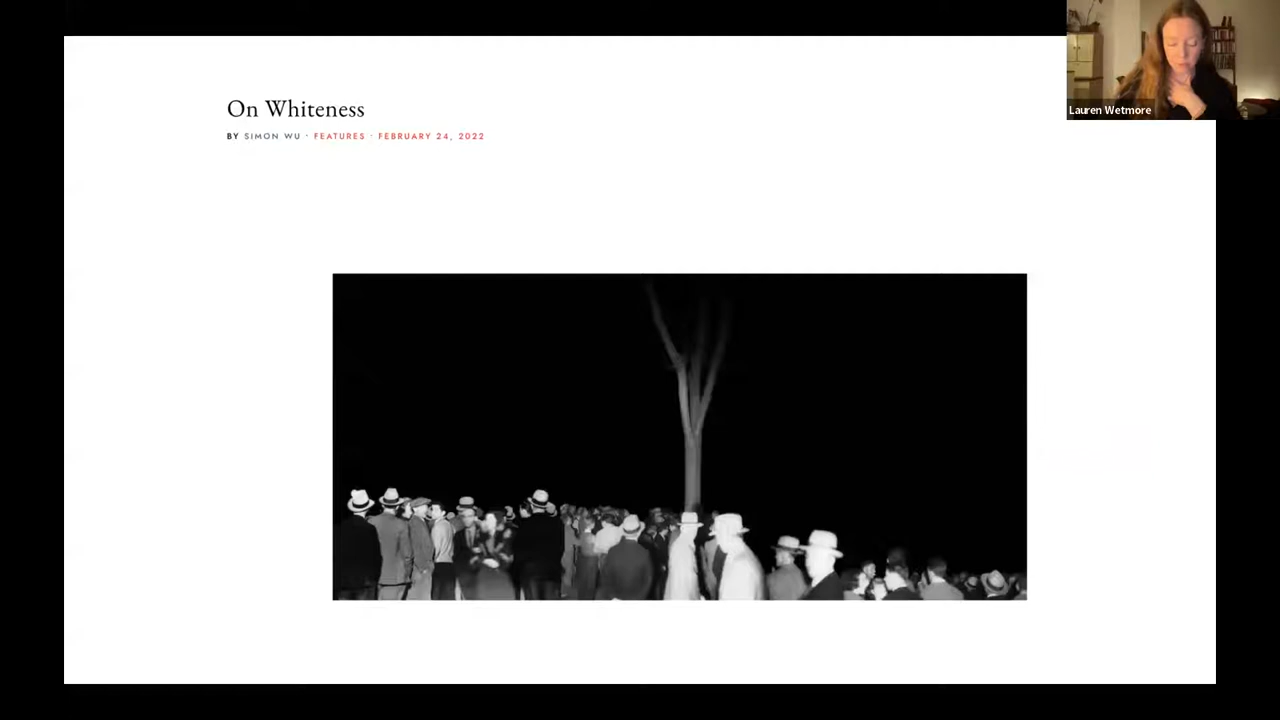 On Whiteness
BY SIMON WU · FEATURES · FEBRUARY 24, 2022
Lauren Wetmore